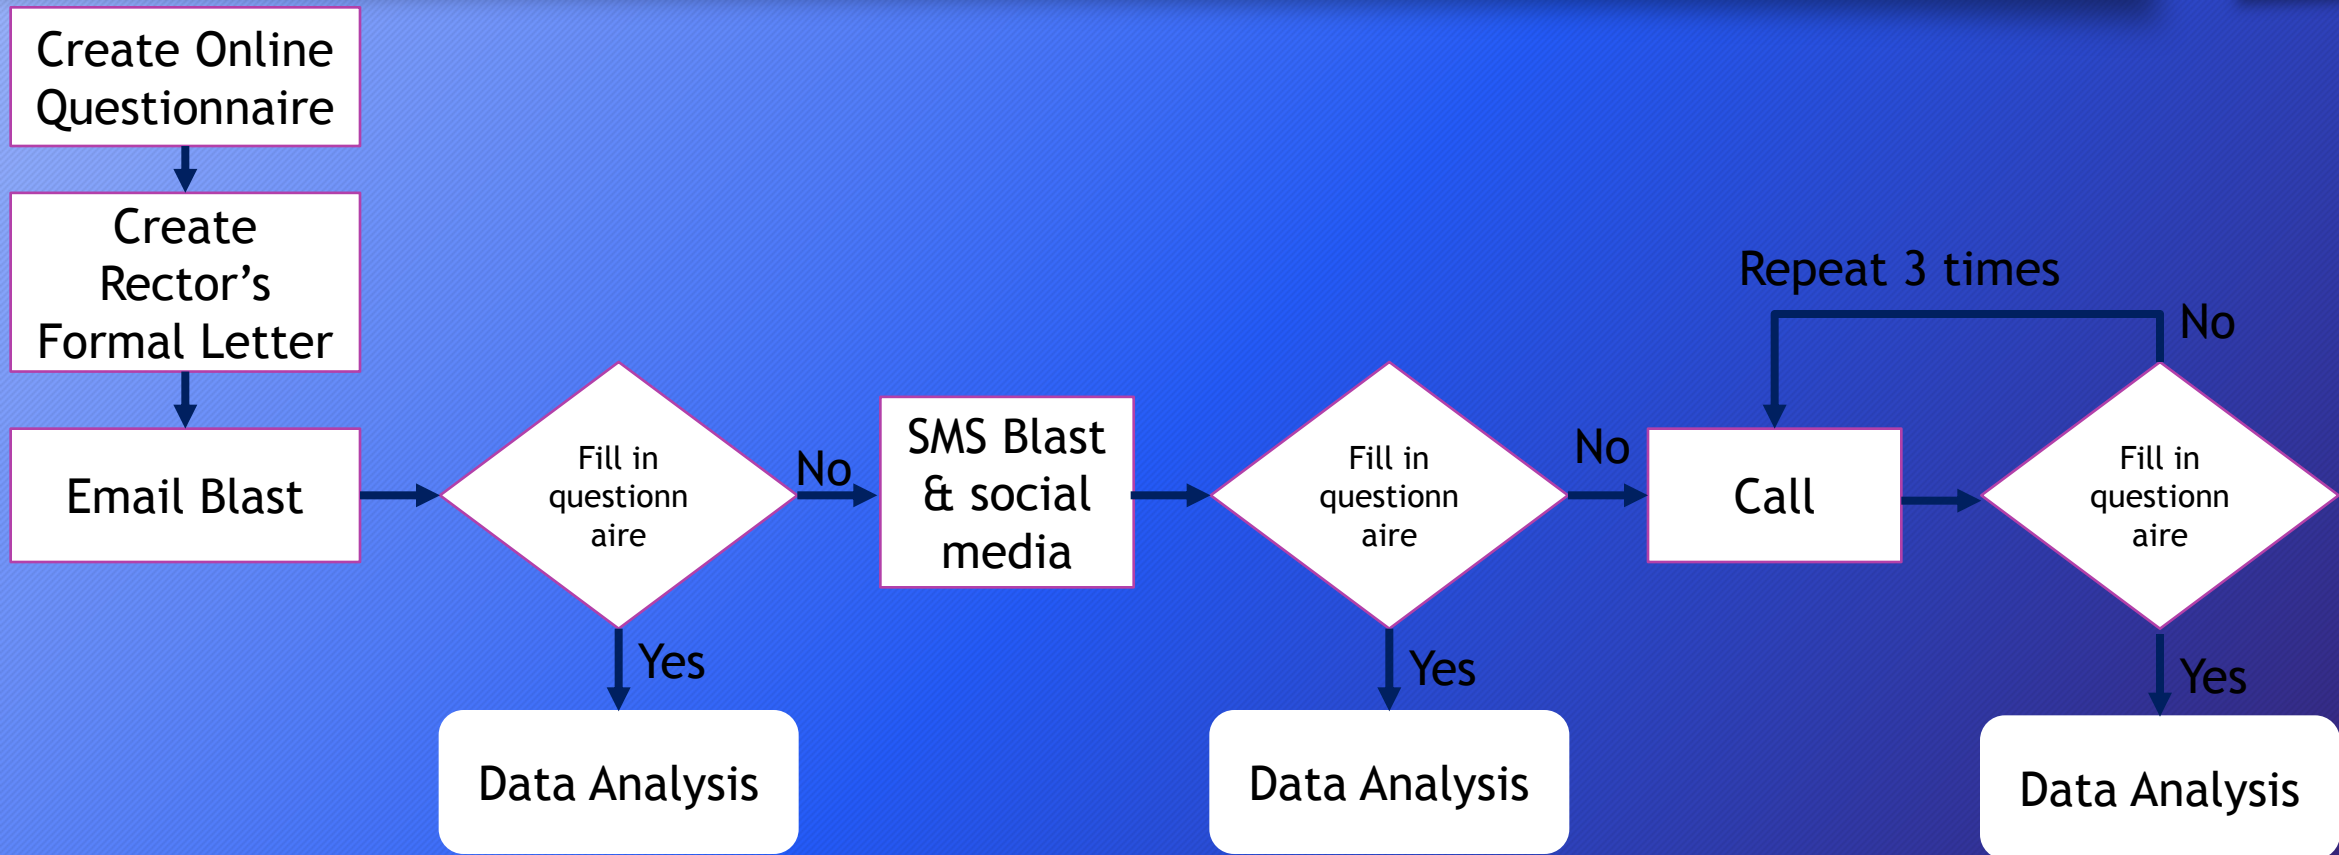 Create Online
Questionnaire
Create
Rector’s
Formal Letter
Email Blast
Fill in
questionn
aire
No
Yes
Data Analysis
SMS Blast
& social
media
Fill in
questionn
aire
No
Yes
Data Analysis
Repeat 3 times
No
Call
Fill in
questionn
aire
Yes
Data Analysis